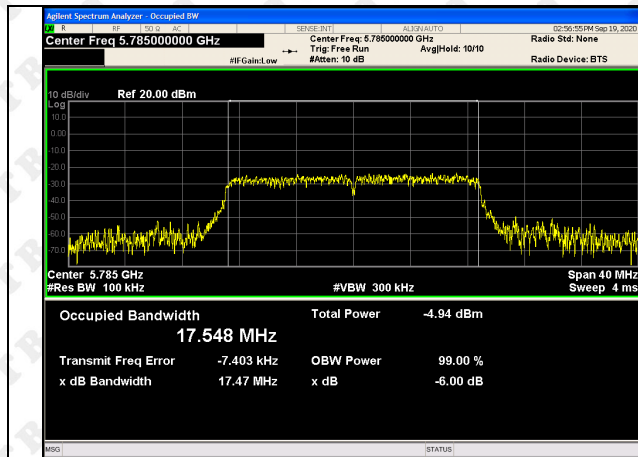 Agilent Spectrum Analyzer - Occupied BW
R RF 50 Ω AC SENSE:INT ALIGN AUTO 02:56:55 PM Sep 19, 2020
Center Freq 5.785000000 GHz Center Freq: 5.785000000 GHz Radio Std: None
Trig: Free Run Avg|Hold: 10/10
#IFGain:Low #Atten: 10 dB Radio Device: BTS
10 dB/div Ref 20.00 dBm
Log
10.0
0.00
-10.0
-20.0
-30.0
-40.0
-50.0
-60.0
-70.0
Center 5.785 GHz Span 40 MHz
#Res BW 100 kHz #VBW 300 kHz Sweep 4 ms
Occupied Bandwidth Total Power -4.94 dBm
17.548 MHz
Transmit Freq Error -7.403 kHz OBW Power 99.00 %
x dB Bandwidth 17.47 MHz x dB -6.00 dB
MSG STATUS